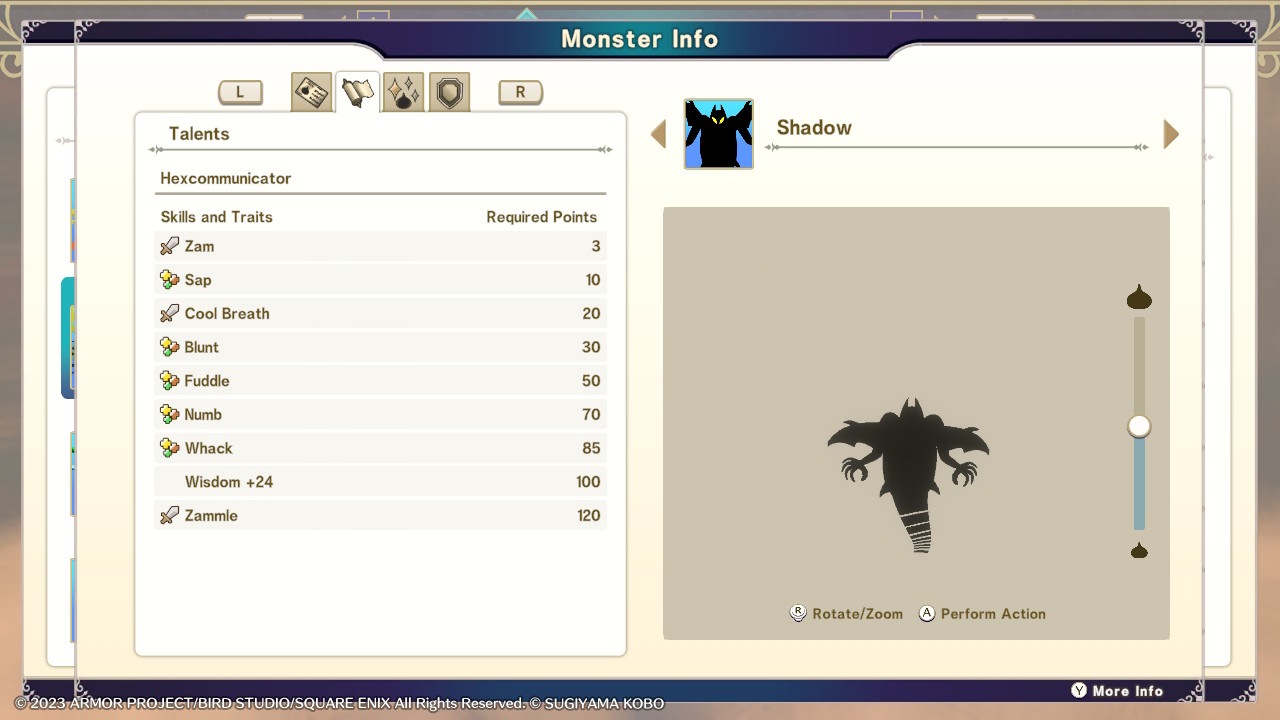 Monster Info
L
R
Talents
Hexcommunicator
Skills and Traits Required Points
Zam 3
Sap 10
Cool Breath 20
Blunt 30
Fuddle 50
Numb 70
Whack 85
Wisdom +24 100
Zammle 120
Shadow
R Rotate/Zoom A Perform Action
Y More Info
© 2023 ARMOR PROJECT/BIRD STUDIO/SQUARE ENIX All Rights Reserved. © SUGIYAMA KOBO